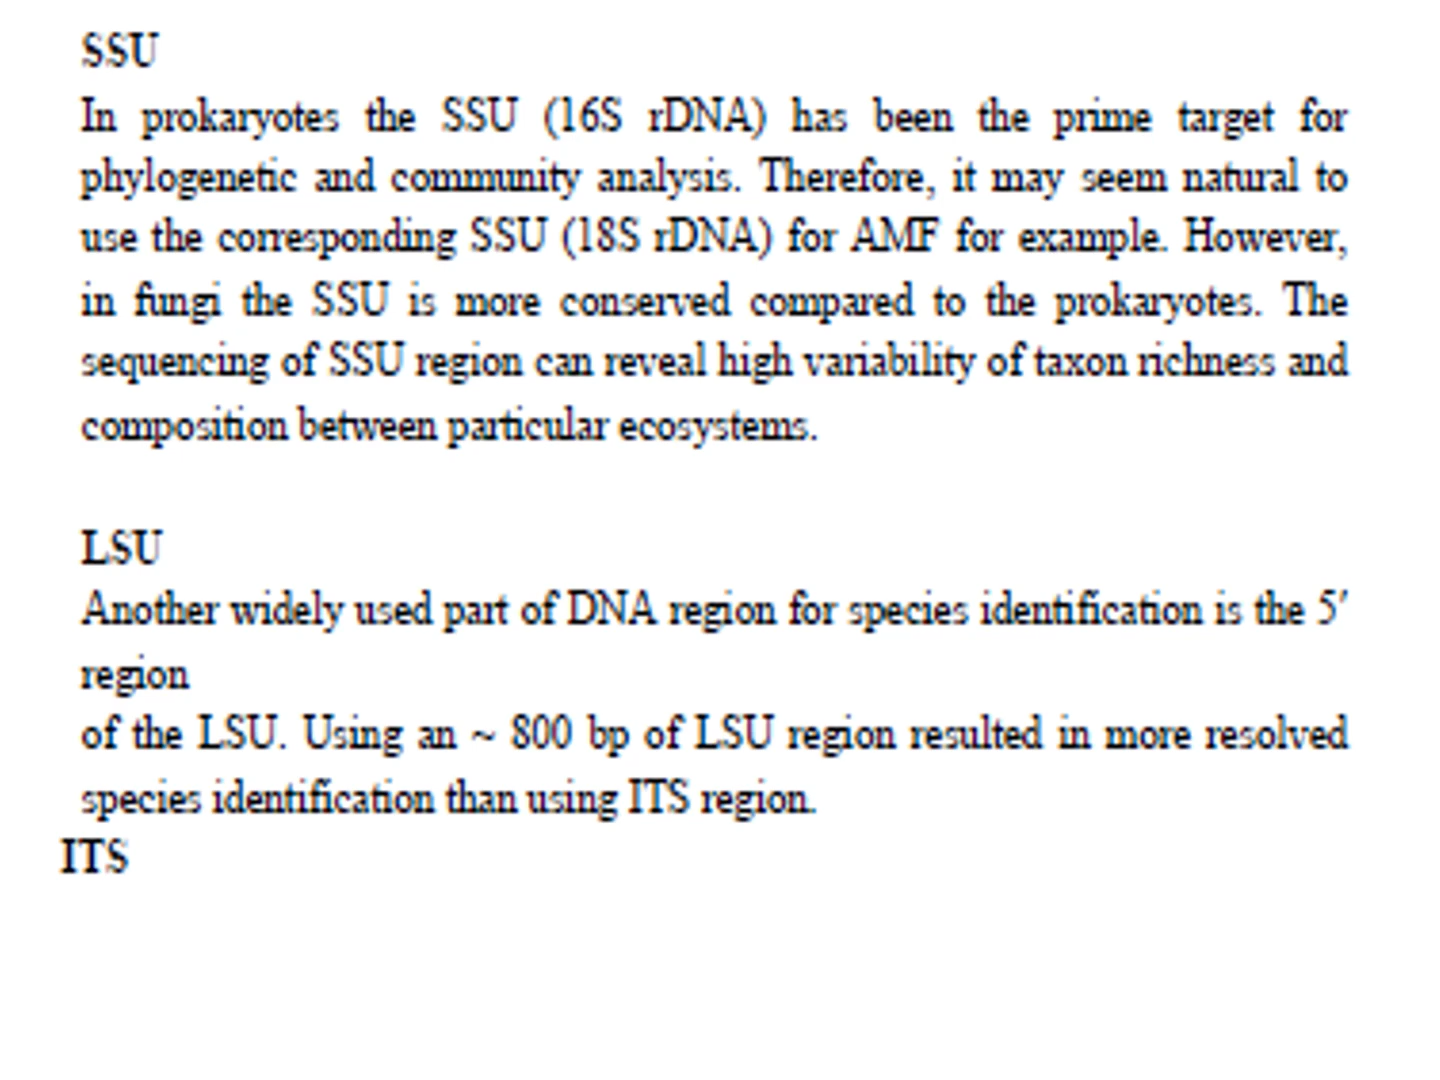 SSU
In prokaryotes the SSU (16S rDNA) has been the prime target for
phylogenetic and community analysis. Therefore, it may seem natural to
use the corresponding SSU (18S rDNA) for AMF for example. However,
in fungi the SSU is more conserved compared to the prokaryotes. The
sequencing of SSU region can reveal high variability of taxon richness and
composition between particular ecosystems.
LSU
Another widely used part of DNA region for species identification is the 5′
region
of the LSU. Using an ~ 800 bp of LSU region resulted in more resolved
species identification than using ITS region.
ITS